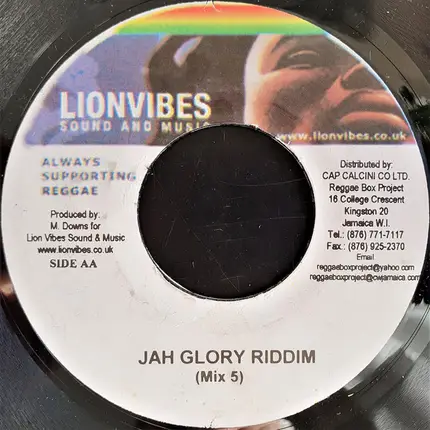 LIONVIBES
SOUND AND MUSIC
www.lionvibes.co.uk
ALWAYS
SUPPORTING
REGGAE
Produced by:
M. Downs for
Lion Vibes Sound & Music
www.lionvibes.co.uk
SIDE AA
Distributed by:
CAP CALCINI CO LTD.
Reggae Box Project
16 College Crescent
Kingston 20
Jamaica W.I.
Tel.: (876) 771-7117
Fax.: (876) 925-2370
Email
reggaeboxproject@yahoo.com
reggaeboxproject@cwjamaica.com
JAH GLORY RIDDIM
(Mix 5)